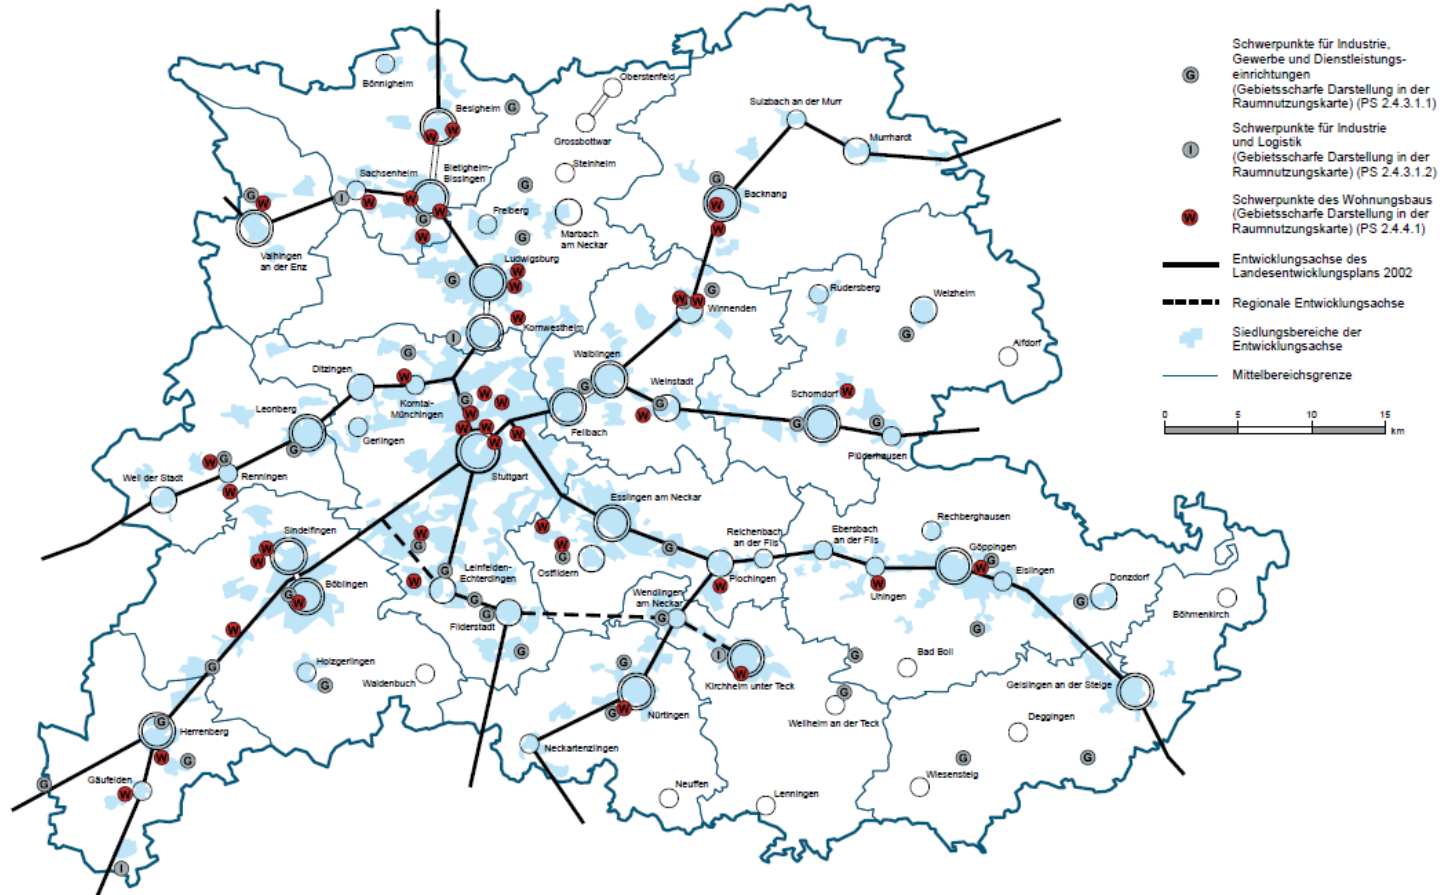 Bönnigheim
Besigheim
G
W
W
Oberstenfeld
Grossbottwar
Steinheim
Sulzbach an der Murr
Murrhardt
Sachsenheim
Bietigheim-
Bissingen
G
W
I
W
W
W
G
W
G
Freiberg
G
Marbach
am Neckar
G
Backnang
W
W
Vaihingen
an der Enz
Ludwigsburg
G
W
W
W
Kornwestheim
I
W
W
G
Winnenden
Rudersberg
Welzheim
G
Alfdorf
G
Ditzingen
W
Korntal-
Münchingen
Waiblingen
G
Weinstadt
G
W
Schorndorf
W
G
G
Plüderhausen
Leonberg
G
Gerlingen
Fellbach
G
W
W
W
W
W
W
W
Stuttgart
W
G
W
Renningen
Weil der Stadt
Sindelfingen
W
W
Böblingen
G
W
Esslingen am Neckar
G
W
W
G
Ostfildern
W
G
W
G
Leinfelden-
Echterdingen
G
G
Filderstadt
G
Reichenbach
an der Fils
Plochingen
W
Ebersbach
an der Fils
Rechberghausen
Göppingen
W
G
Eislingen
Uhingen
W
Donzdorf
G
Böhmenkirch
G
Wendlingen
am Neckar
G
I
W
Kirchheim unter Teck
W
G
Holzgerlingen
G
Waldenbuch
G
Nürtingen
G
W
G
Bad Boll
G
Weilheim an der Teck
Geislingen an der Steige
Deggingen
G
G
Wiesensteig
G
Herrenberg
W
G
G
Gäufelden
W
I
Neckartenzlingen
Neuffen
Lenningen
G
Schwerpunkte für Industrie,
Gewerbe und Dienstleistungs-
einrichtungen
(Gebietsscharfe Darstellung in der
Raumnutzungskarte) (PS 2.4.3.1.1)
I
Schwerpunkte für Industrie
und Logistik
(Gebietsscharfe Darstellung in der
Raumnutzungskarte) (PS 2.4.3.1.2)
W
Schwerpunkte des Wohnungsbaus
(Gebietsscharfe Darstellung in der
Raumnutzungskarte) (PS 2.4.4.1)
Entwicklungsachse des
Landesentwicklungsplans 2002
Regionale Entwicklungsachse
Siedlungsbereiche der
Entwicklungsachse
Mittelbereichsgrenze
0 5 10 15
km